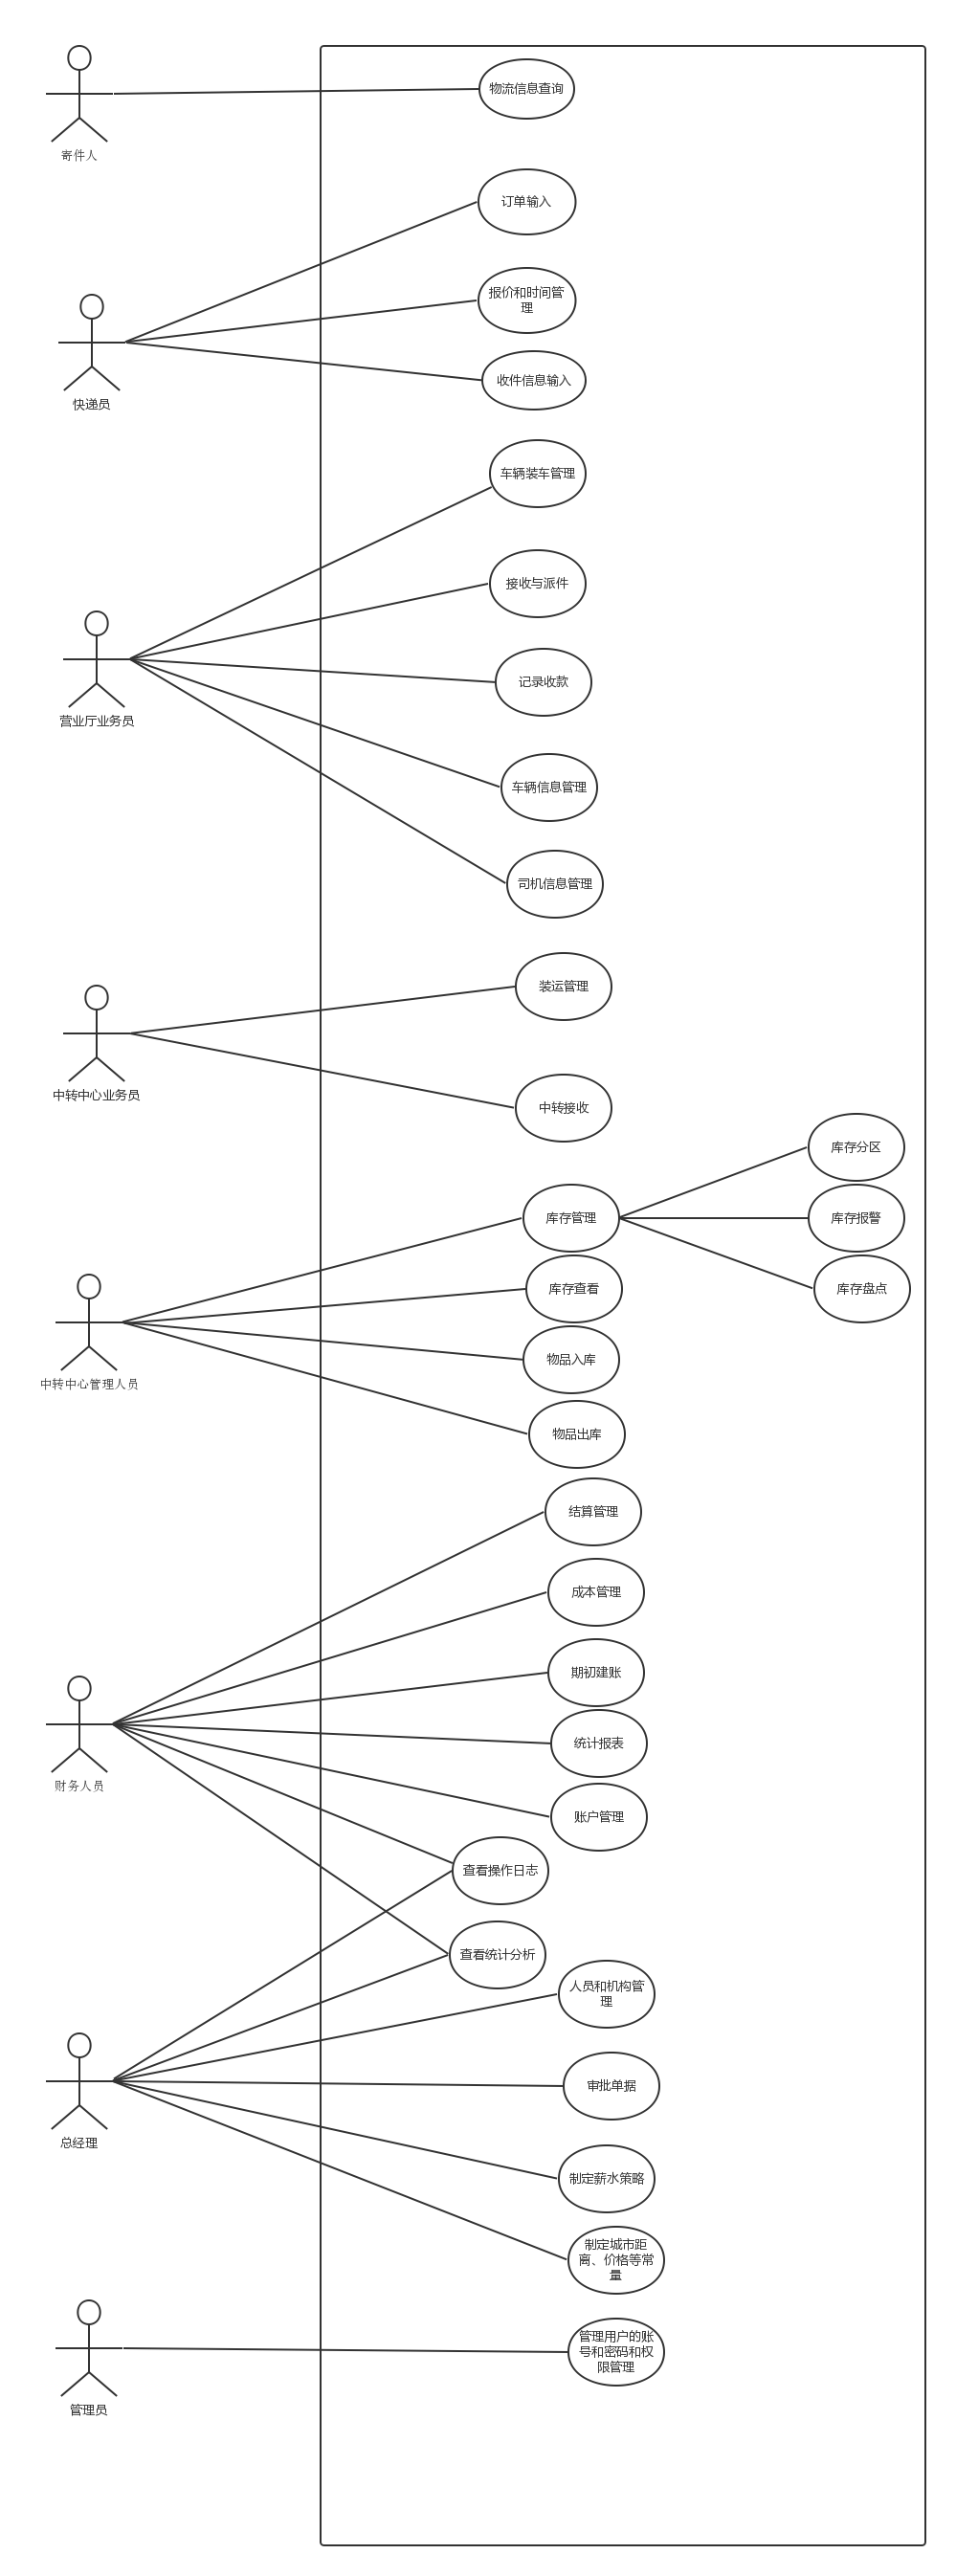 物流信息查询
寄件人
订单输入
报价和时间管
理
收件信息输入
快递员
车辆装车管理
接收与派件
记录收款
营业厅业务员
车辆信息管理
司机信息管理
装运管理
中转中心业务员
中转接收
库存分区
库存管理
库存报警
库存查看
库存盘点
物品入库
中转中心管理人员
物品出库
结算管理
成本管理
期初建账
统计报表
财务人员
账户管理
查看操作日志
查看统计分析
人员和机构管
理
审批单据
总经理
制定薪水策略
制定城市距
离、价格等常
量
管理用户的账
号和密码和权
限管理
管理员